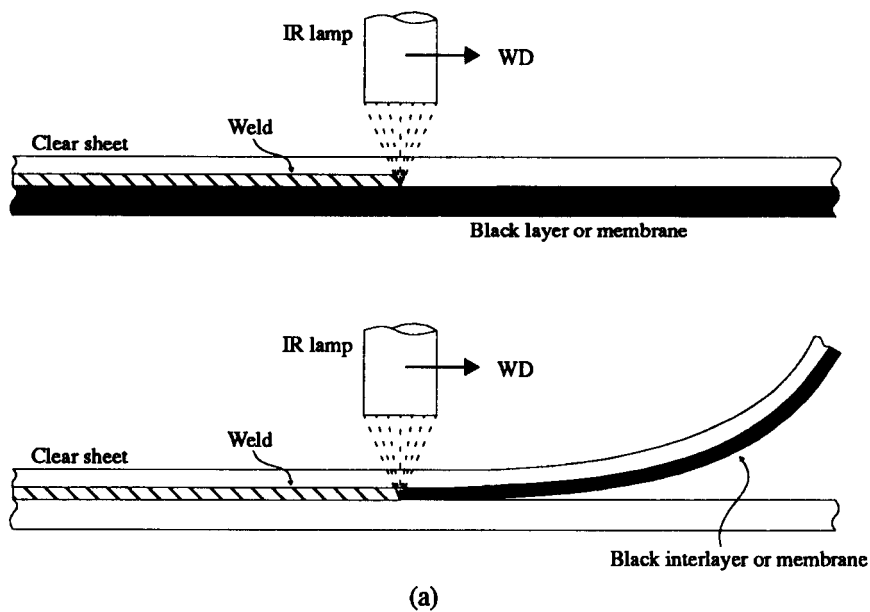 IR lamp
WD
Weld
Clear sheet
Black layer or membrane
IR lamp
WD
Weld
Clear sheet
Black interlayer or membrane
(a)